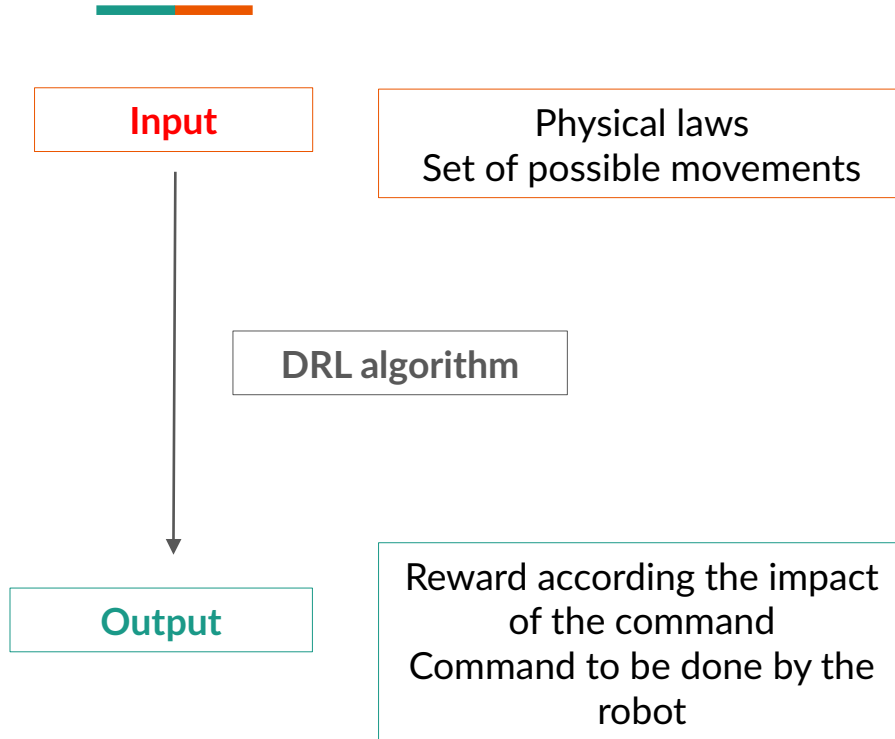 Input
Physical laws
Set of possible movements
DRL algorithm
Output
Reward according the impact
of the command
Command to be done by the
robot